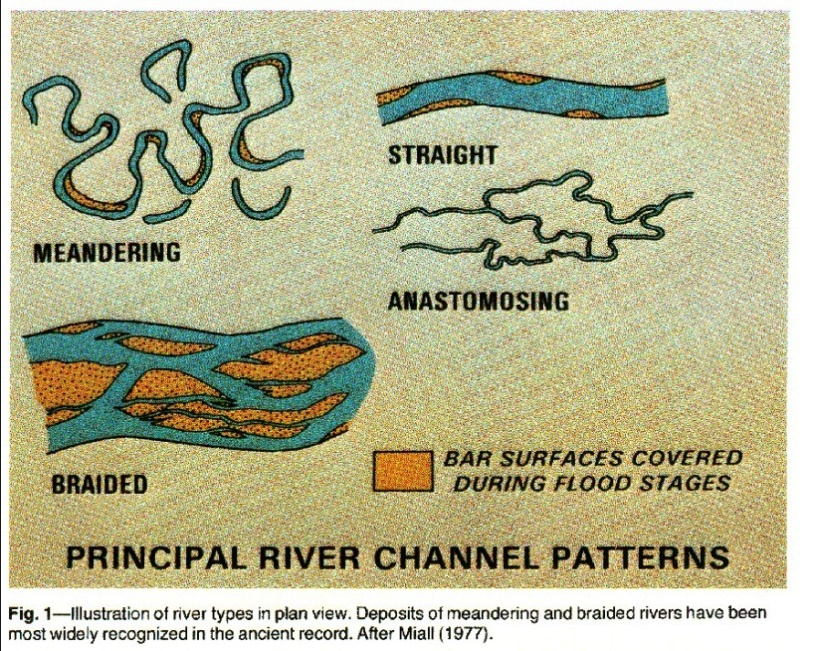 MEANDERING
STRAIGHT
ANASTOMOSING
BRAIDED
BAR SURFACES COVERED
DURING FLOOD STAGES
PRINCIPAL RIVER CHANNEL PATTERNS
Fig. 1—Illustration of river types in plan view. Deposits of meandering and braided rivers have been
most widely recognized in the ancient record. After Miall (1977).